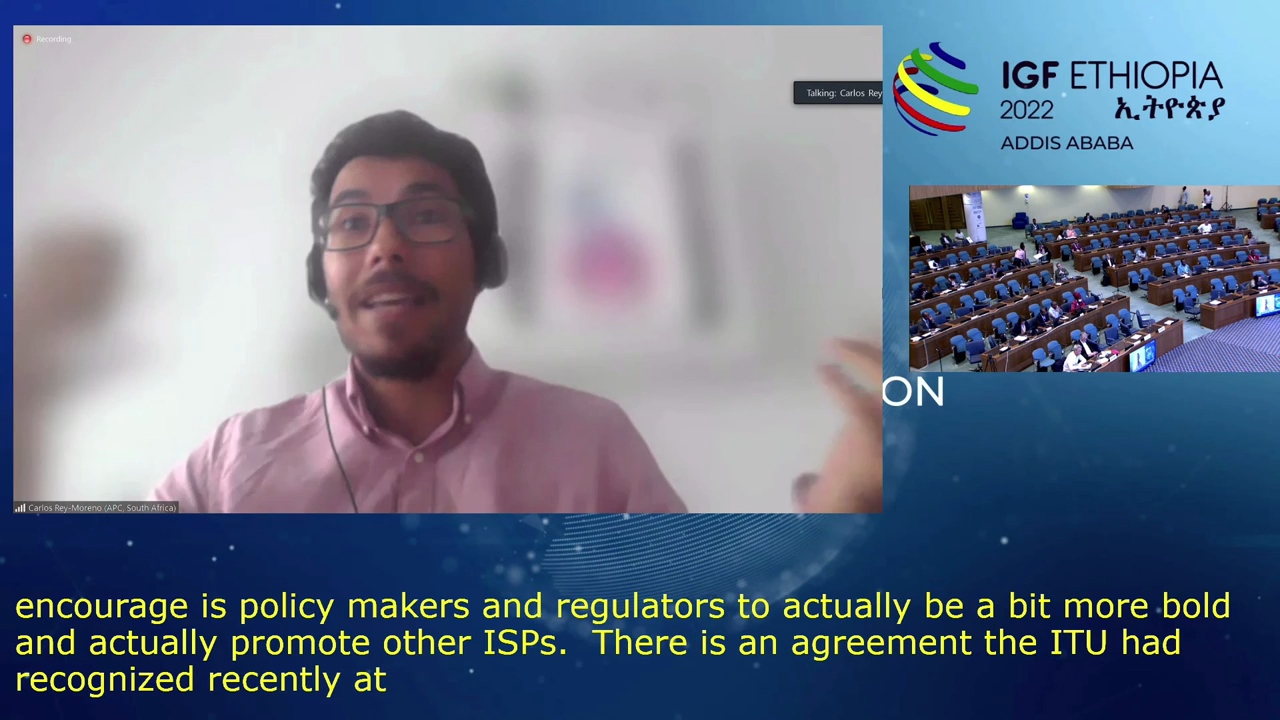 Recording
Talking: Carlos Rey
IGF ETHIOPIA
2022 ኢትዮጵያ
ADDIS ABABA
ON
Carlos Rey-Moreno (APC, South Africa)
encourage is policy makers and regulators to actually be a bit more bold
and actually promote other ISPs. There is an agreement the ITU had
recognized recently at